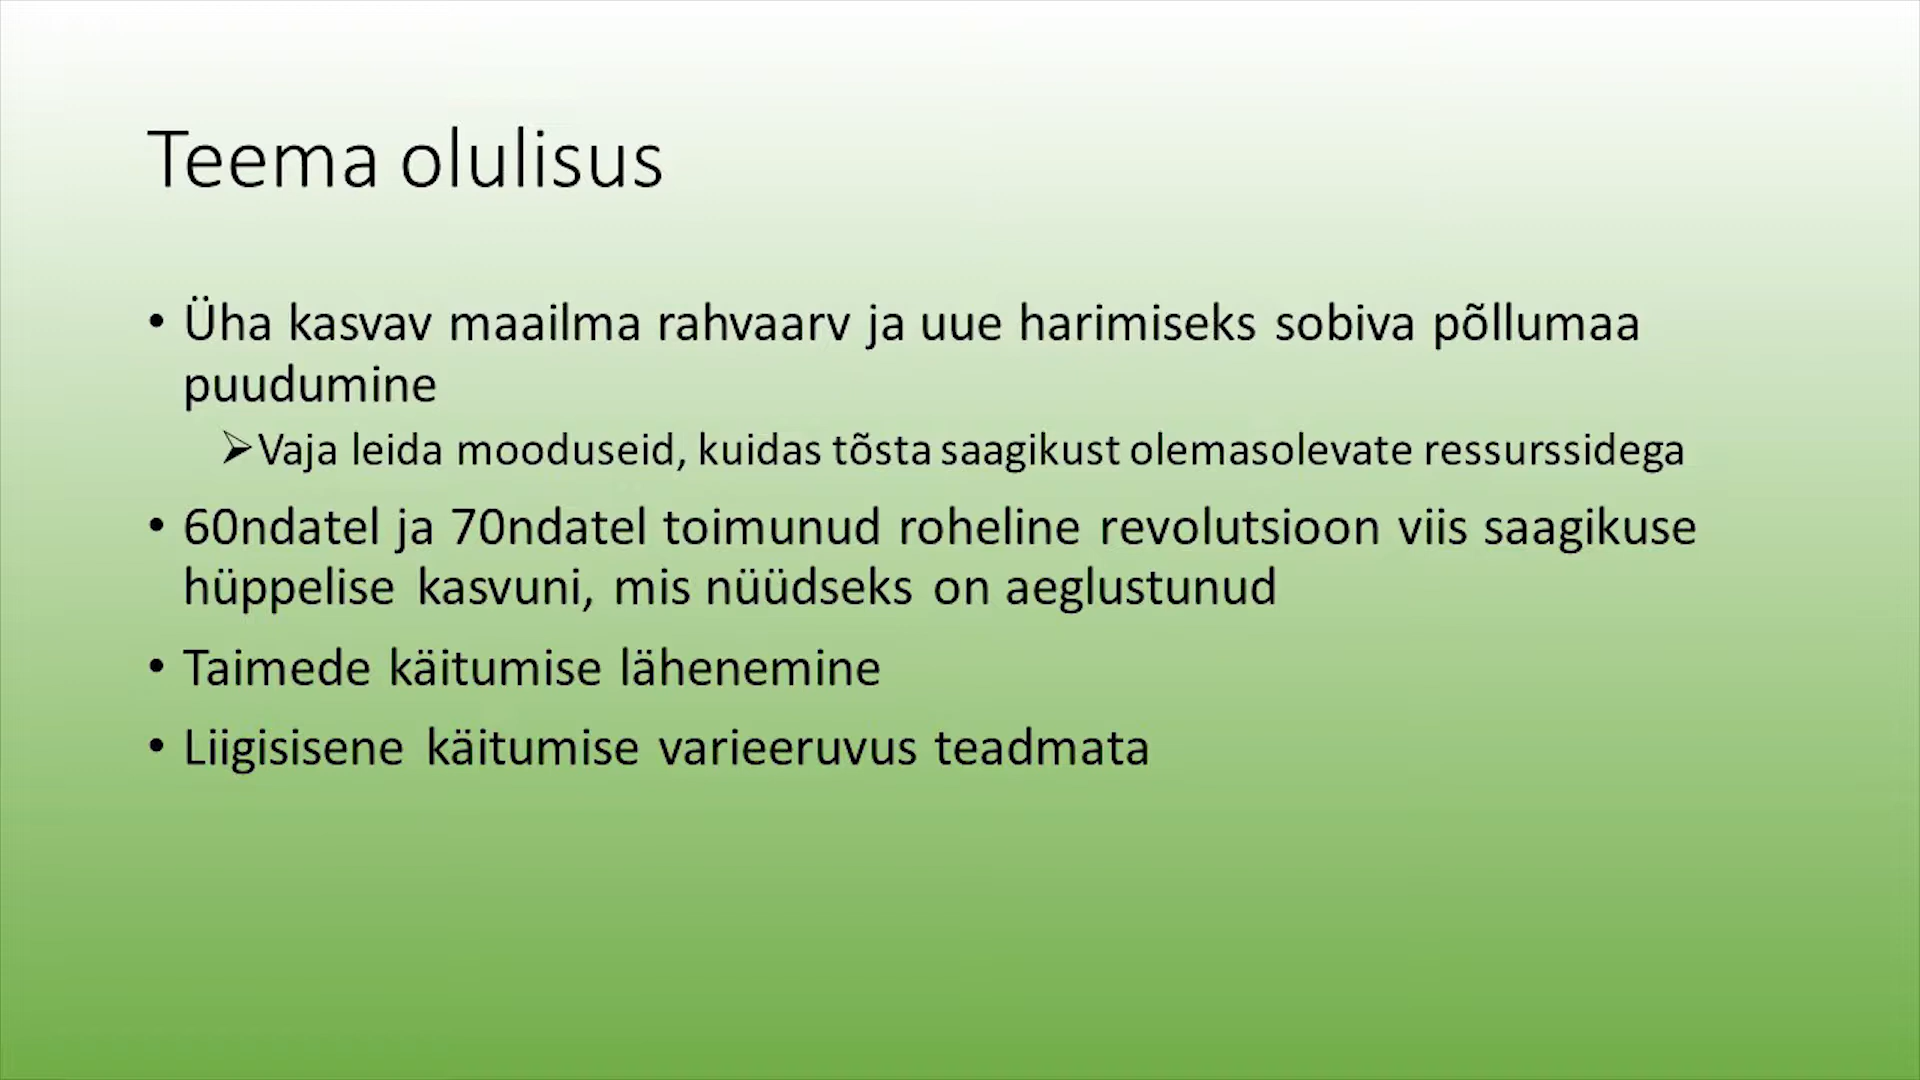 Teema olulisus
• Üha kasvav maailma rahvaarv ja uue harimiseks sobiva põllumaa
puudumine
➢Vaja leida mooduseid, kuidas tõsta saagikust olemasolevate ressurssidega
• 60ndatel ja 70ndatel toimunud roheline revolutsioon viis saagikuse
hüppelise kasvuni, mis nüüdseks on aeglustunud
• Taimede käitumise lähenemine
• Liigisisene käitumise varieeruvus teadmata